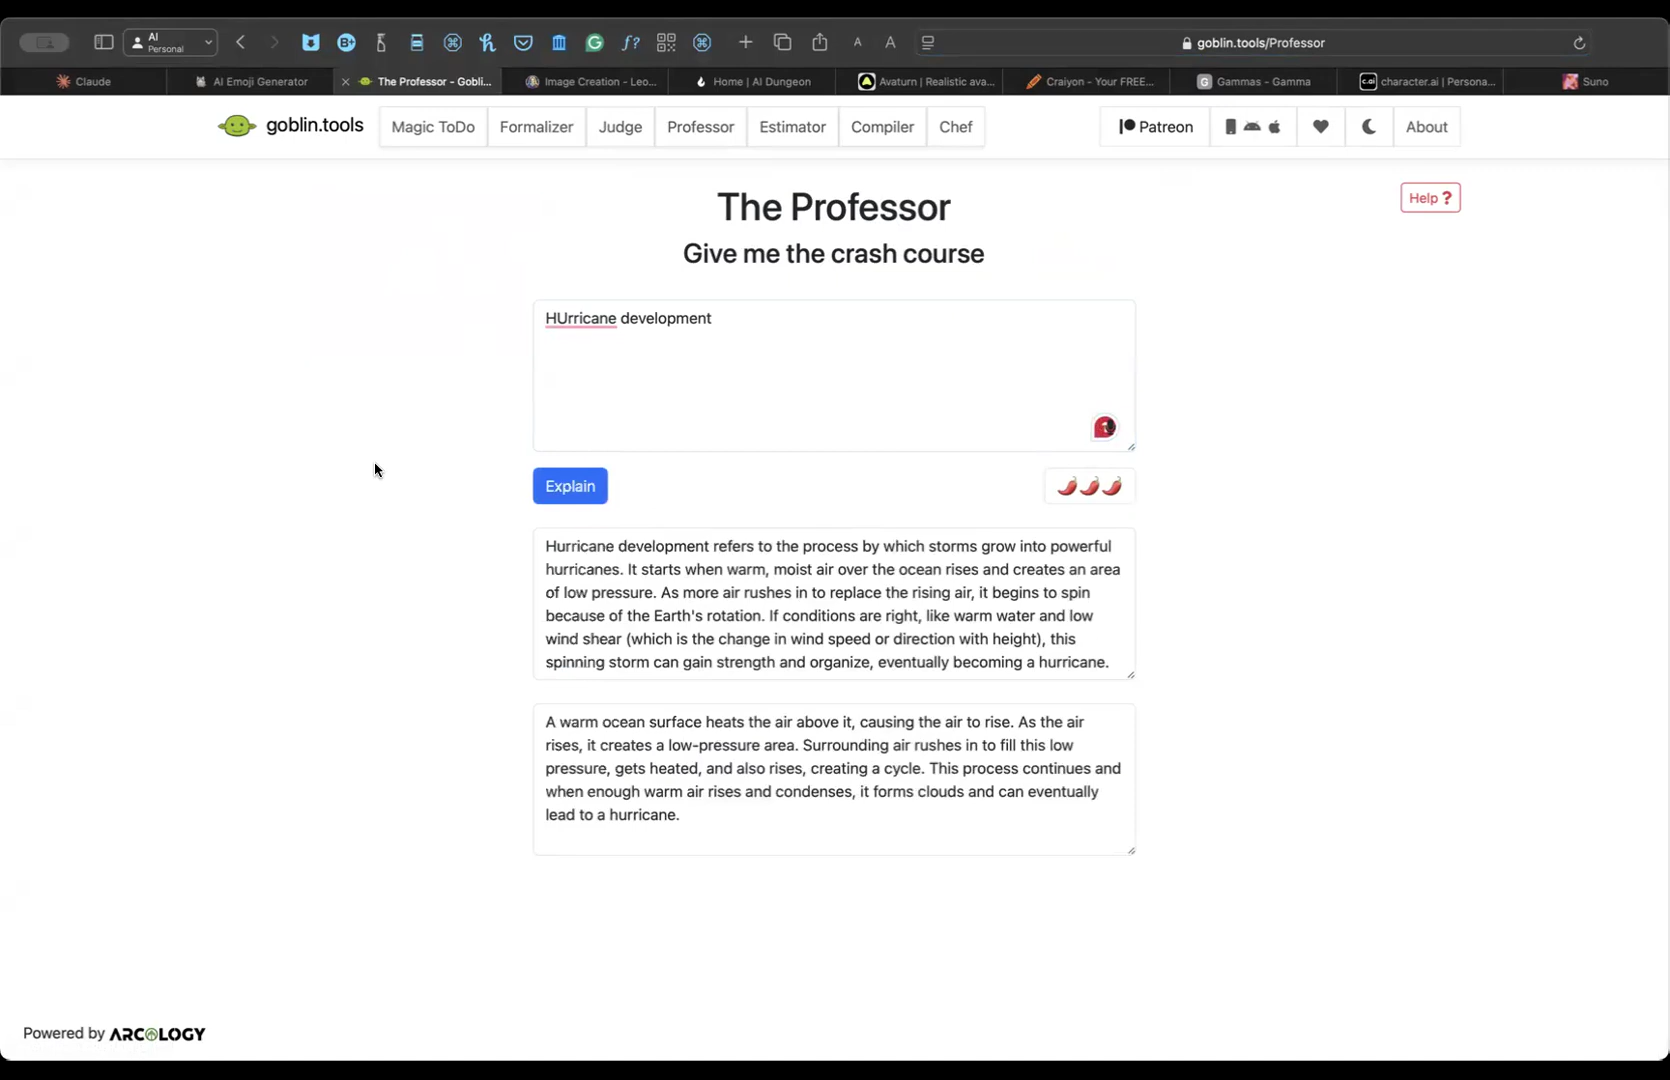 AI
Personal
A
A
goblin.tools/Professor
Claude
AI Emoji Generator
The Professor - Gobli...
Image Creation - Leo...
Home | AI Dungeon
Avaturn | Realistic ava...
Craiyon - Your FREE...
Gammas - Gamma
character.ai | Persona...
Suno
goblin.tools
Magic ToDo
Formalizer
Judge
Professor
Estimator
Compiler
Chef
Patreon
About
The Professor
Help ?
Give me the crash course
HUrricane development
Explain
Hurricane development refers to the process by which storms grow into powerful
hurricanes. It starts when warm, moist air over the ocean rises and creates an area
of low pressure. As more air rushes in to replace the rising air, it begins to spin
because of the Earth's rotation. If conditions are right, like warm water and low
wind shear (which is the change in wind speed or direction with height), this
spinning storm can gain strength and organize, eventually becoming a hurricane.
A warm ocean surface heats the air above it, causing the air to rise. As the air
rises, it creates a low-pressure area. Surrounding air rushes in to fill this low
pressure, gets heated, and also rises, creating a cycle. This process continues and
when enough warm air rises and condenses, it forms clouds and can eventually
lead to a hurricane.
Powered by ARCOLOGY